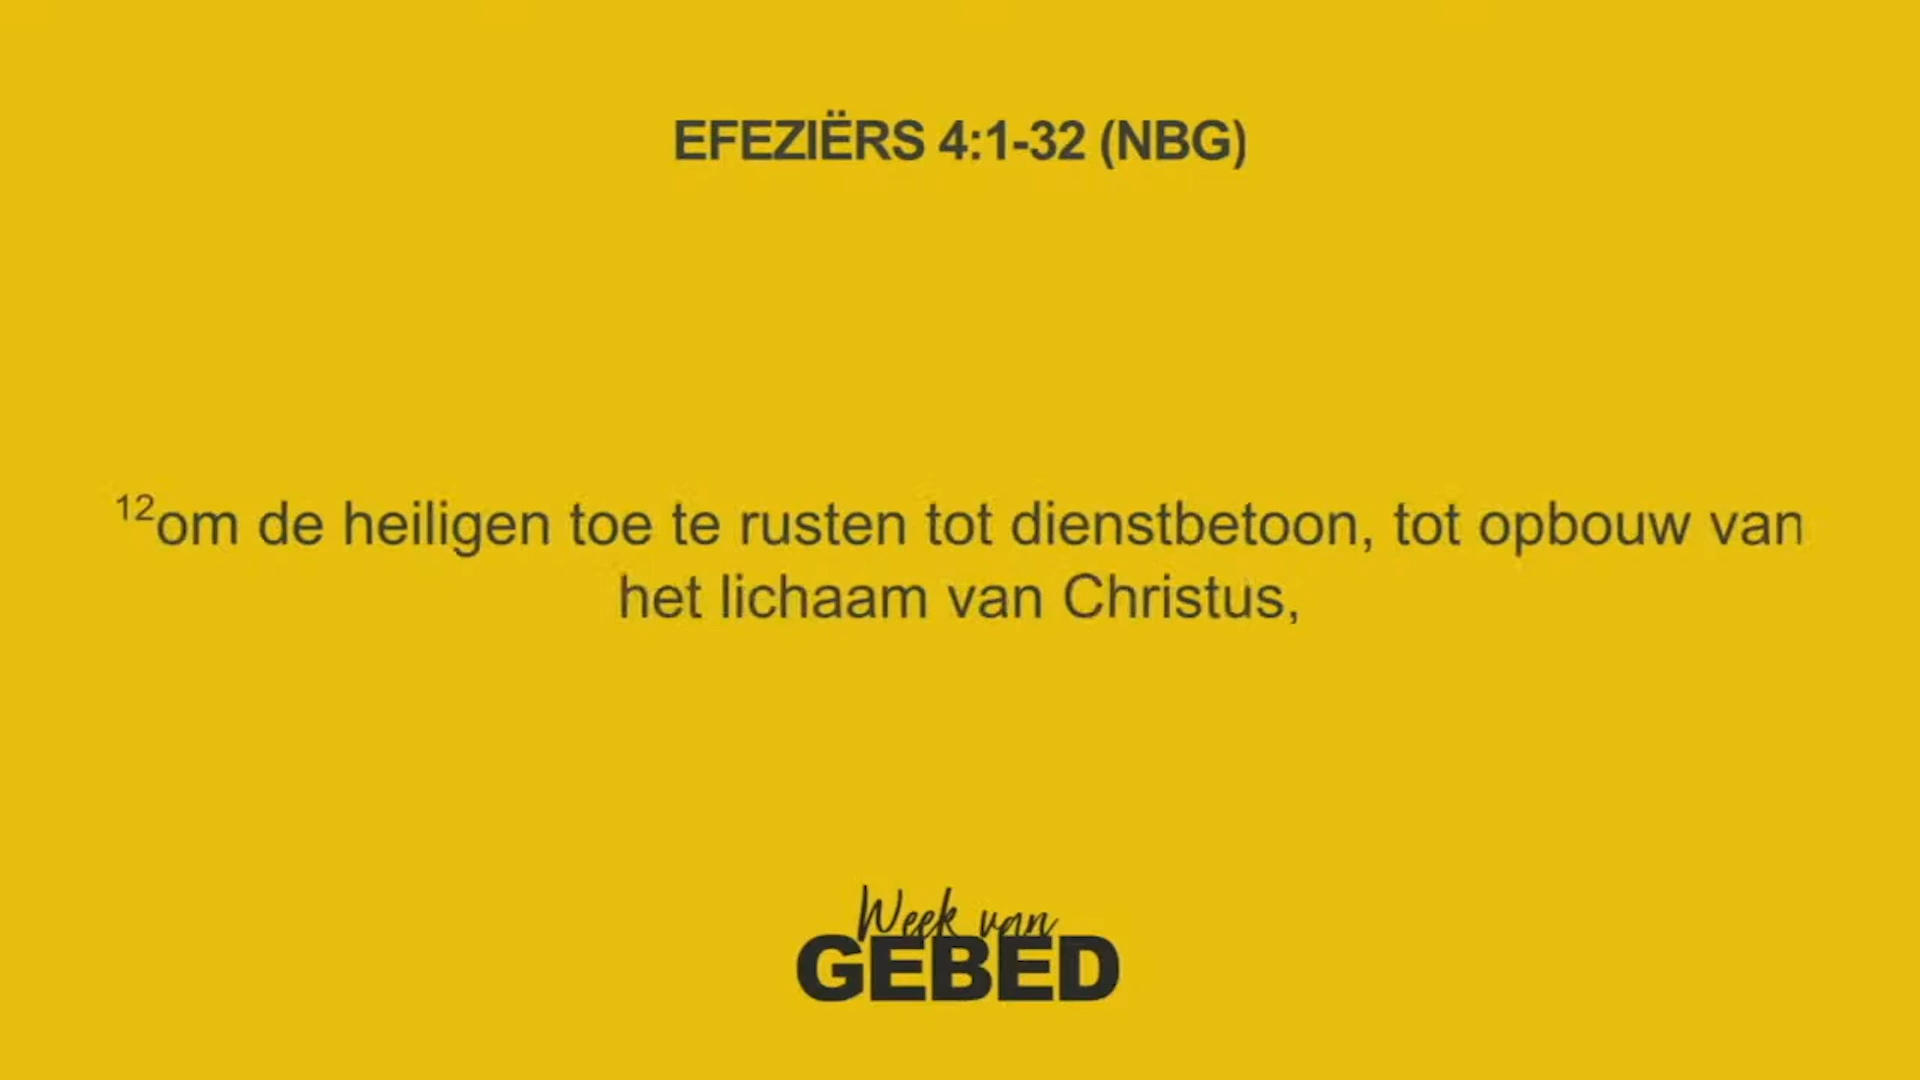 EFEZIËRS 4:1-32 (NBG)
12om de heiligen toe te rusten tot dienstbetoon, tot opbouw van
het lichaam van Christus,
Week van
GEBED